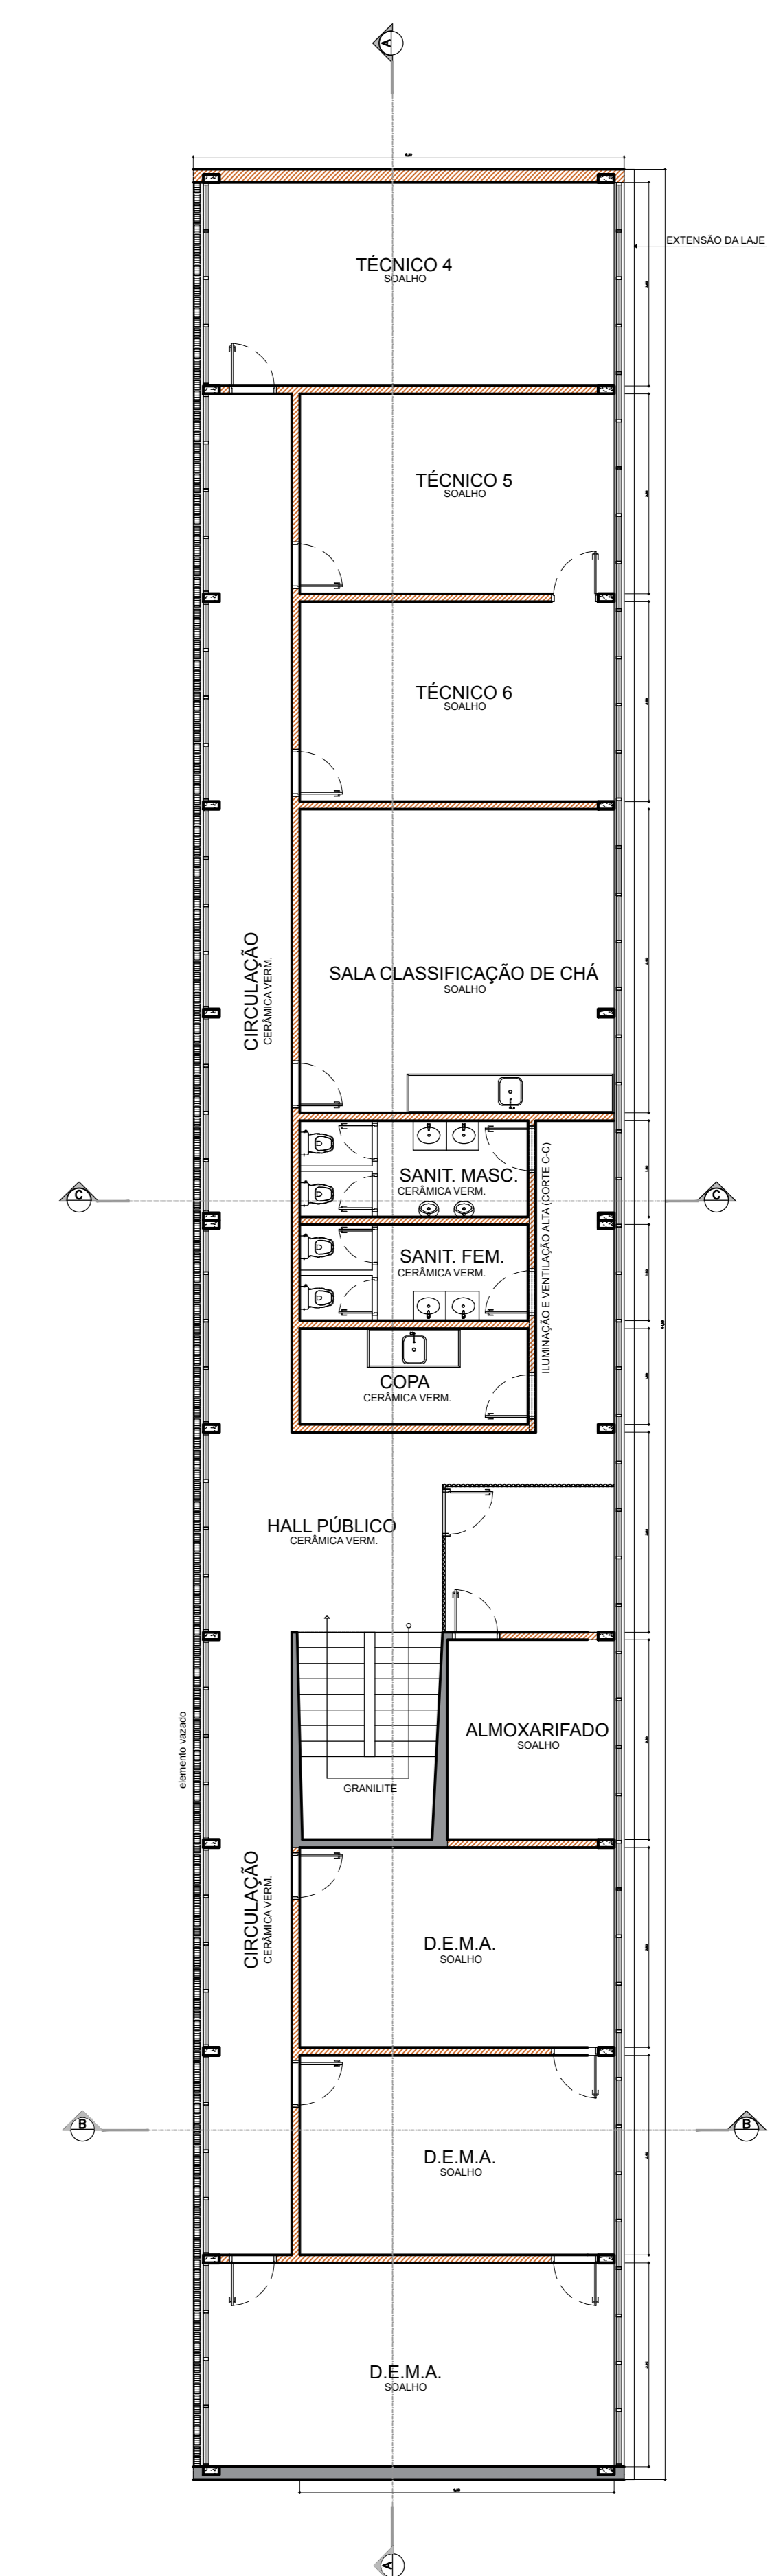 A
EXTENSÃO DA LAJE
TÉCNICO 4
SOALHO
TÉCNICO 5
SOALHO
TÉCNICO 6
SOALHO
CIRCULAÇÃO
CERÂMICA VERM.
SALA CLASSIFICAÇÃO DE CHÁ
SOALHO
SANIT. MASC.
CERÂMICA VERM.
C
C
SANIT. FEM.
CERÂMICA VERM.
ILUMINAÇÃO E VENTILAÇÃO ALTA (CORTE C-C)
COPA
CERÂMICA VERM.
HALL PÚBLICO
CERÂMICA VERM.
elemento vazado
ALMOXARIFADO
SOALHO
GRANILITE
CIRCULAÇÃO
CERÂMICA VERM.
D.E.M.A.
SOALHO
B
B
D.E.M.A.
SOALHO
D.E.M.A.
SOALHO
A